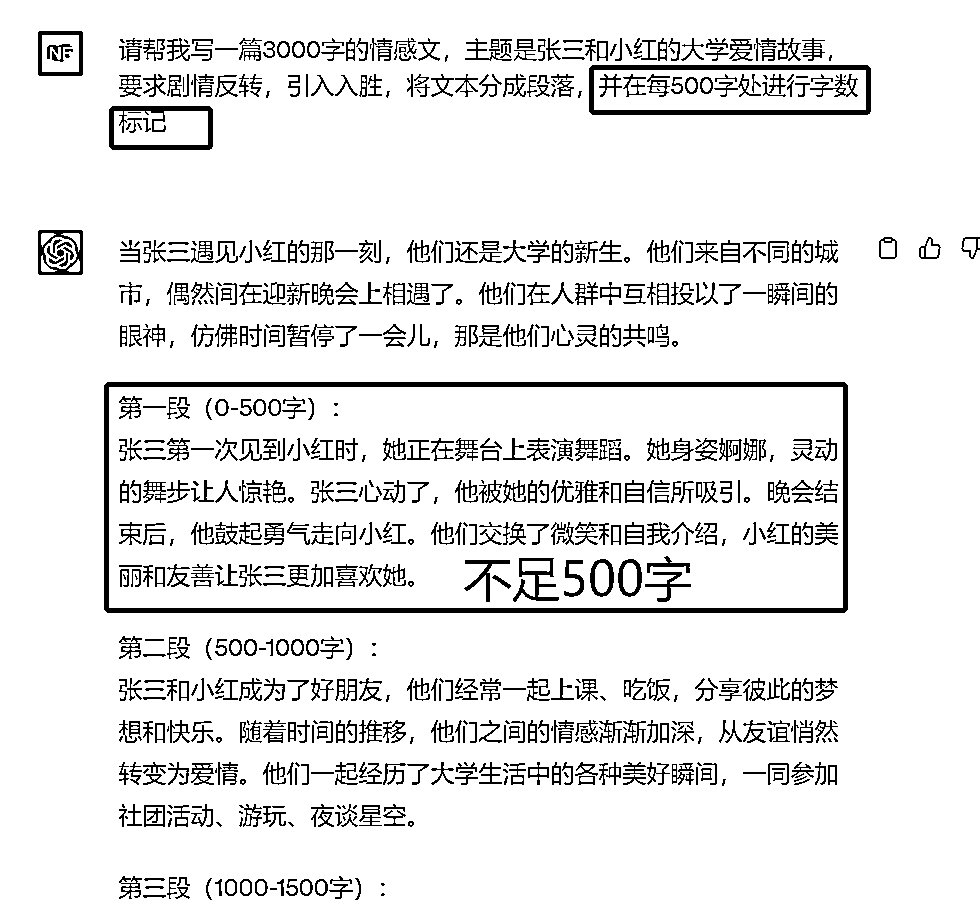 NF
请帮我写一篇3000字的情感文，主题是张三和小红的大学爱情故事，
要求剧情反转，引入入胜，将文本分成段落，并在每500字处进行字数
标记
当张三遇见小红的那一刻，他们还是大学的新生。他们来自不同的城
市，偶然间在迎新晚会上相遇了。他们在人群中互相投以了一瞬间的
眼神，仿佛时间暂停了一会儿，那是他们心灵的共鸣。
第一段（0-500字）：
张三第一次见到小红时，她正在舞台上表演舞蹈。她身姿婀娜，灵动
的舞步让人惊艳。张三心动了，他被她的优雅和自信所吸引。晚会结
束后，他鼓起勇气走向小红。他们交换了微笑和自我介绍，小红的美
丽和友善让张三更加喜欢她。
不足500字
第二段（500-1000字）：
张三和小红成为了好朋友，他们经常一起上课、吃饭，分享彼此的梦
想和快乐。随着时间的推移，他们之间的情感渐渐加深，从友谊悄然
转变为爱情。他们一起经历了大学生活中的各种美好瞬间，一同参加
社团活动、游玩、夜谈星空。
第三段（1000-1500字）：